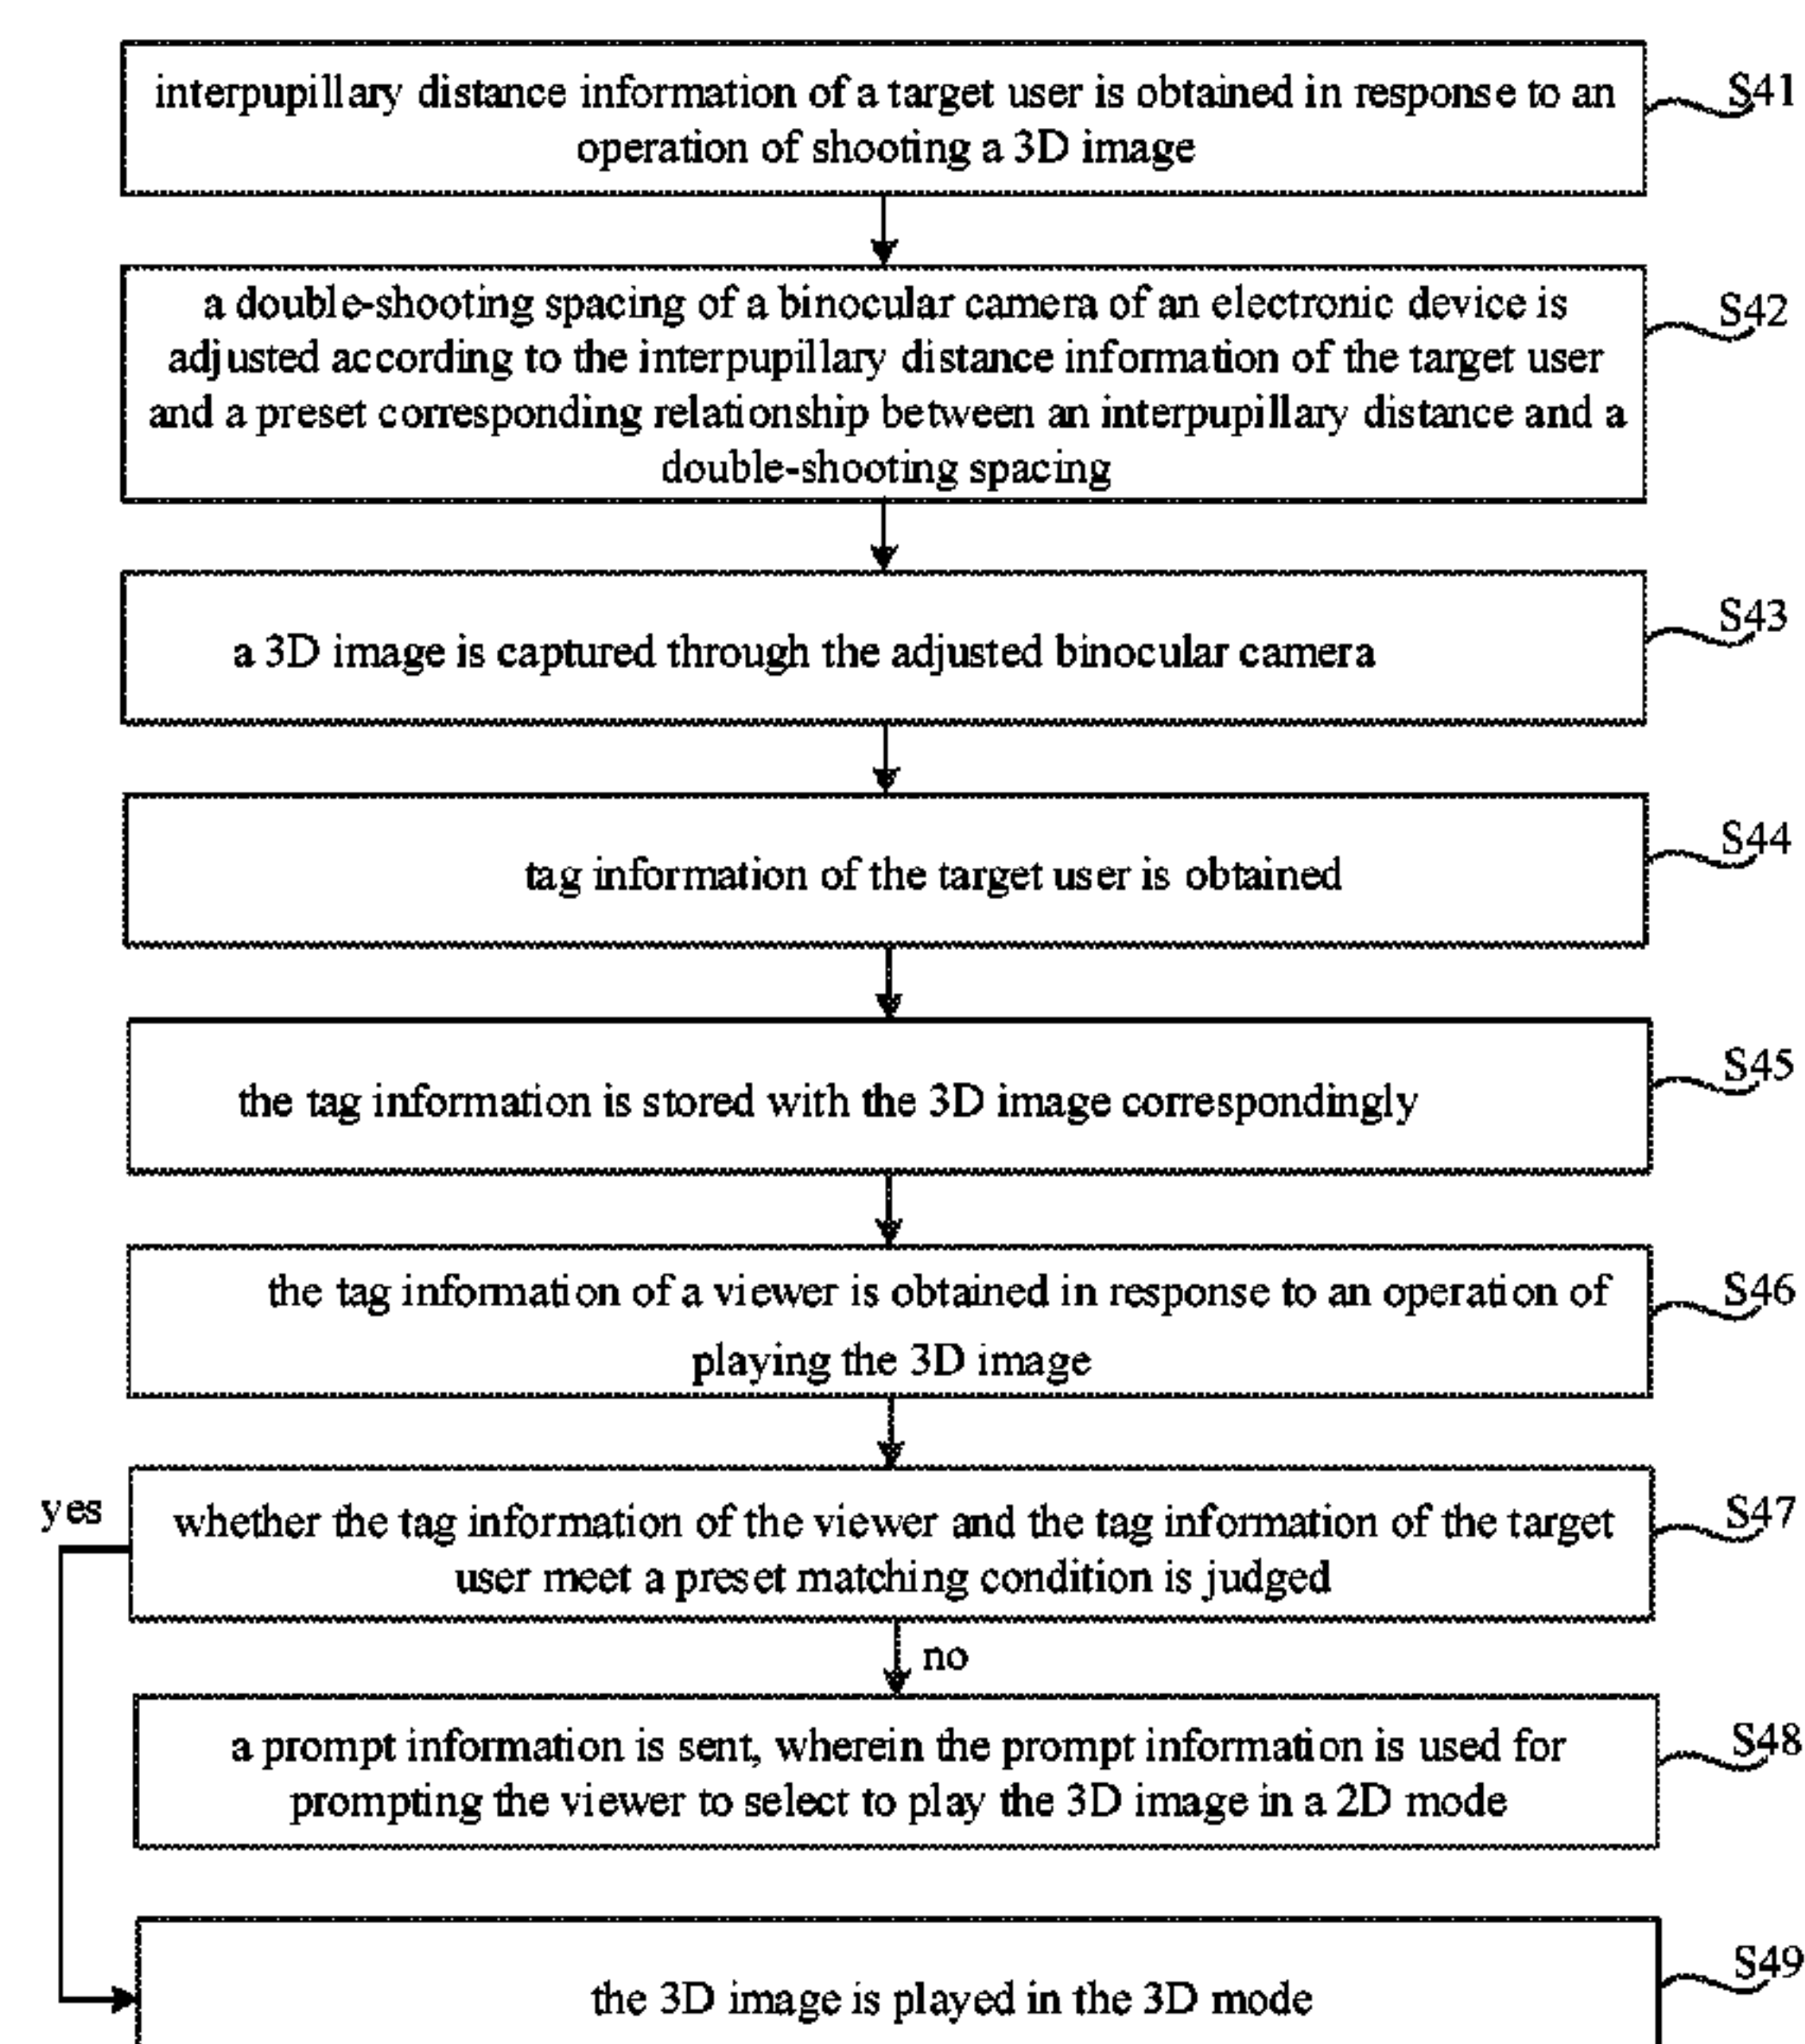 interpupillary distance information of a target user is obtained in response to an
operation of shooting a 3D image
S41
a double-shooting spacing of a binocular camera of an electronic device is
adjusted according to the interpupillary distance information of the target user
and a preset corresponding relationship between an interpupillary distance and a
double-shooting spacing
S42
a 3D image is captured through the adjusted binocular camera
S43
tag information of the target user is obtained
S44
the tag information is stored with the 3D image correspondingly
S45
the tag information of a viewer is obtained in response to an operation of
playing the 3D image
S46
yes
whether the tag information of the viewer and the tag information of the target
user meet a preset matching condition is judged
S47
no
a prompt information is sent, wherein the prompt information is used for
prompting the viewer to select to play the 3D image in a 2D mode
S48
the 3D image is played in the 3D mode
S49